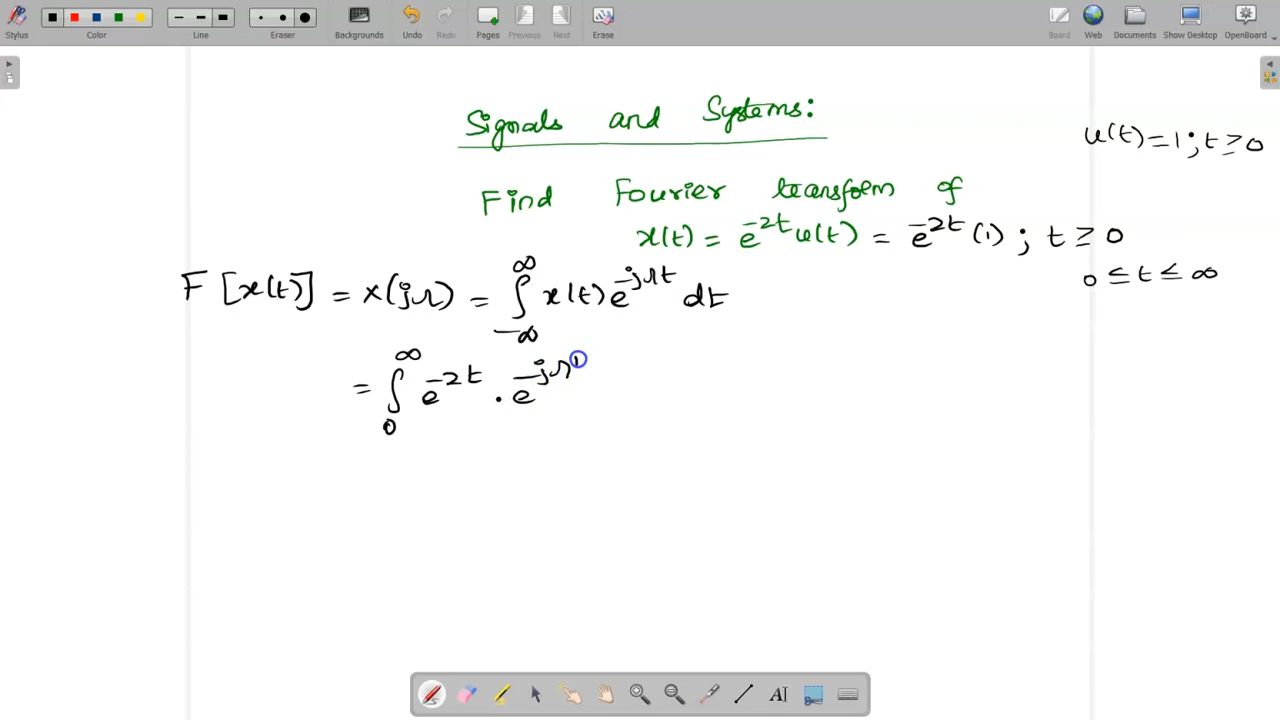 Stylus Color Line Eraser Backgrounds Undo Redo Pages Previous Next Erase Board Web Documents Show Desktop OpenBoard
Signals and Systems:
u(t) = 1 ; t ≥ 0
Find Fourier transform of
x(t) = e^{-2t} u(t) = e^{-2t} (1) ; t ≥ 0
0 ≤ t ≤ ∞
F [x(t)] = X(jΩ) = ∫_{-∞}^{∞} x(t) e^{-jΩt} dt
= ∫_{0}^{∞} e^{-2t} . e^{-jΩ